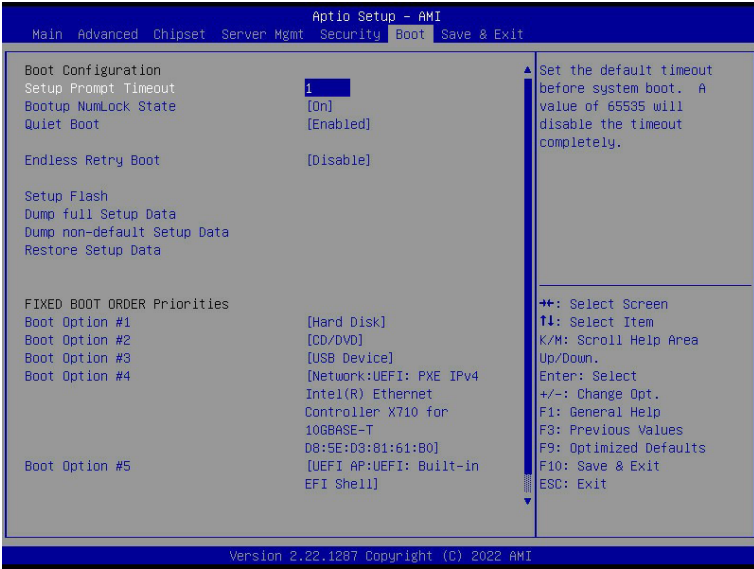 Aptio Setup – AMI
Main Advanced Chipset Server Mgmt Security Boot Save & Exit
Boot Configuration
Setup Prompt Timeout 1
Bootup NumLock State [On]
Quiet Boot [Enabled]
Endless Retry Boot [Disable]
Setup Flash
Dump full Setup Data
Dump non-default Setup Data
Restore Setup Data
FIXED BOOT ORDER Priorities
Boot Option #1 [Hard Disk]
Boot Option #2 [CD/DVD]
Boot Option #3 [USB Device]
Boot Option #4 [Network:UEFI: PXE IPv4
Intel(R) Ethernet
Controller X710 for
10GBASE-T
D8:5E:D3:81:61:B0]
Boot Option #5 [UEFI AP:UEFI: Built-in
EFI Shell]
Set the default timeout
before system boot. A
value of 65535 will
disable the timeout
completely.
→←: Select Screen
↑↓: Select Item
K/M: Scroll Help Area
Up/Down.
Enter: Select
+/-: Change Opt.
F1: General Help
F3: Previous Values
F9: Optimized Defaults
F10: Save & Exit
ESC: Exit
Version 2.22.1287 Copyright (C) 2022 AMI